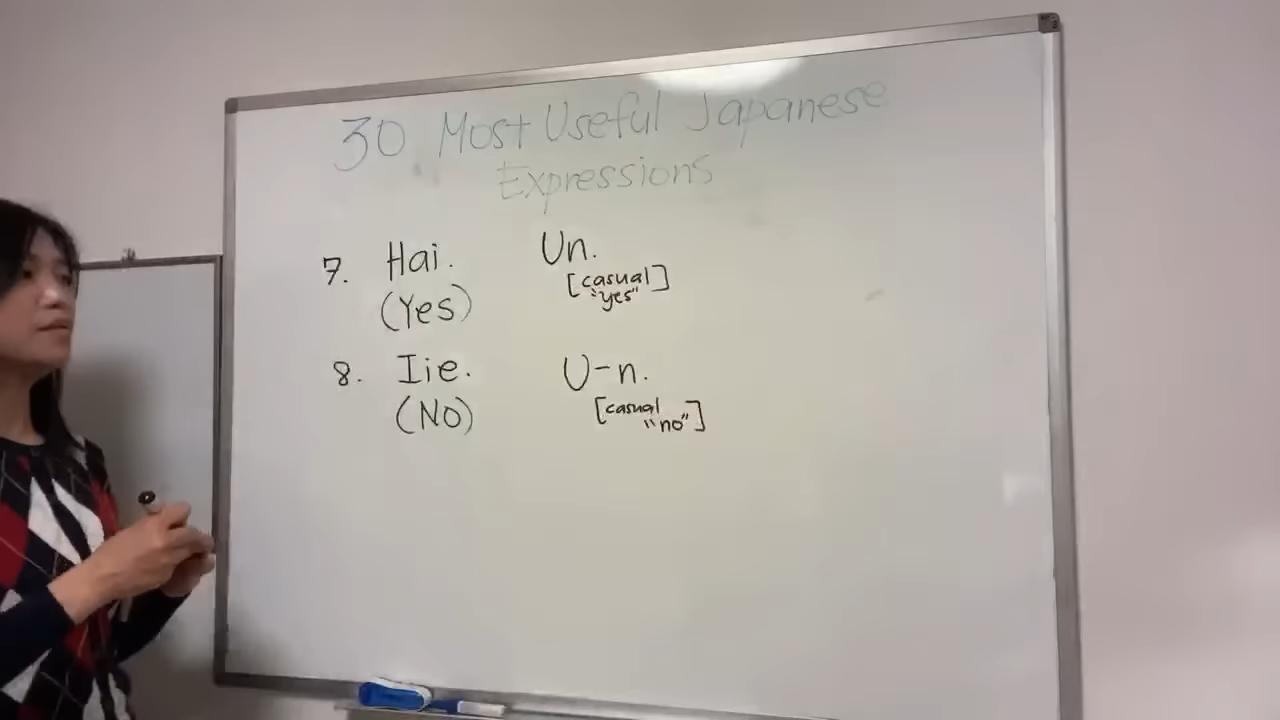 30 Most Useful Japanese
Expressions
7. Hai. Un.
(Yes) [casual
"yes"]
8. Iie. U-n.
(NO) [casual
"no"]